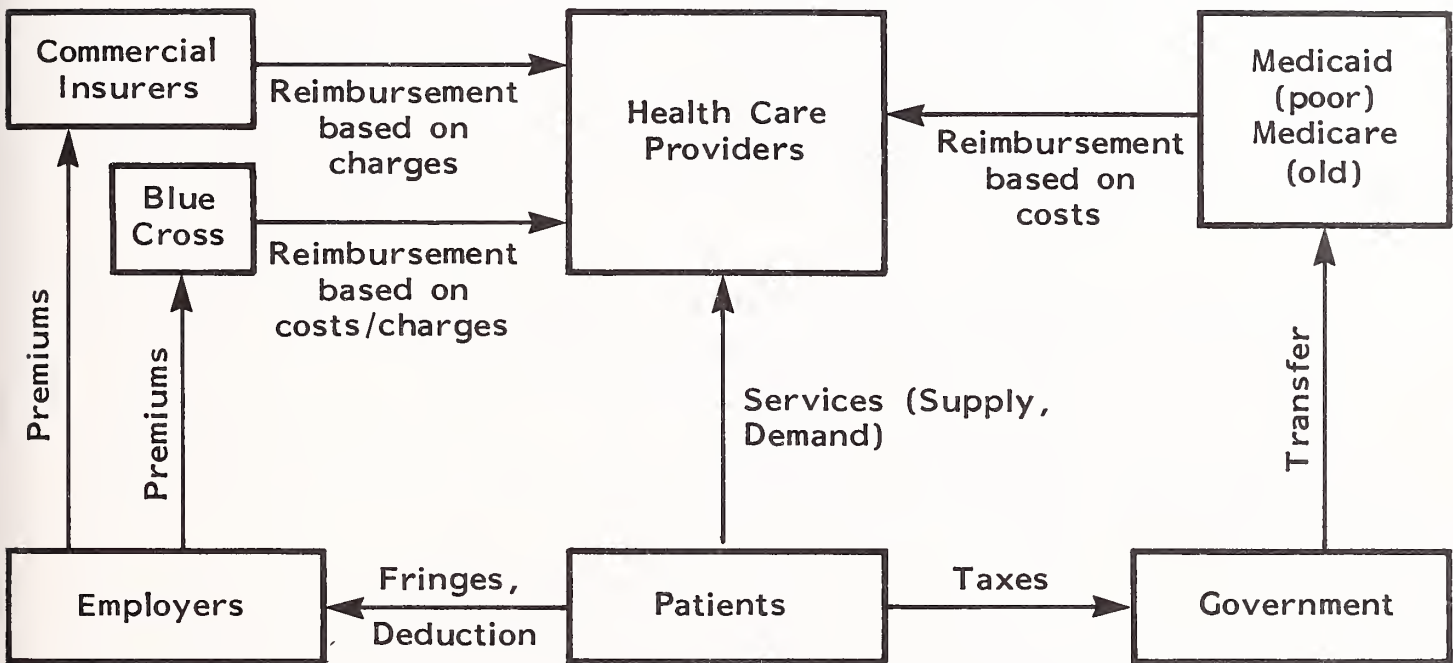 Commercial
Insurers
Reimbursement
based on
charges
Health Care
Providers
Medicaid
(poor)
Medicare
(old)
Reimbursement
based on
costs
Blue
Cross
Reimbursement
based on
costs/charges
Premiums
Premiums
Services (Supply,
Demand)
Transfer
Employers
Fringes,
Deduction
Patients
Taxes
Government